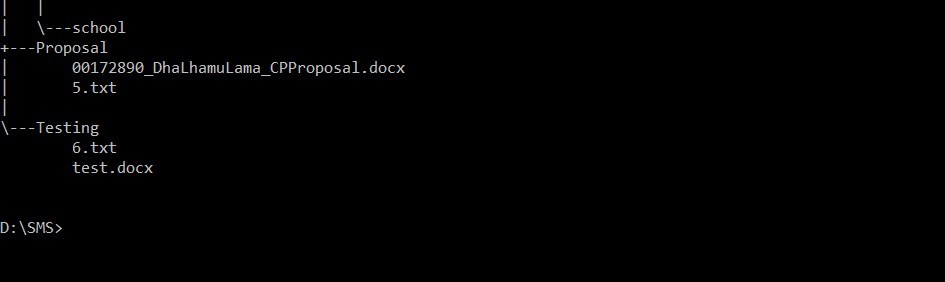 |   |
|   \---school
+---Proposal
|       00172890_DhaLhamuLama_CPProposal.docx
|       5.txt
|
\---Testing
        6.txt
        test.docx
D:\SMS>